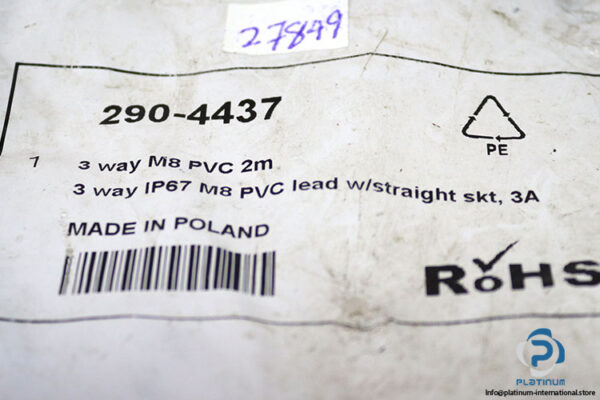 27849
290-4437
PE
1 3 way M8 PVC 2m
3 way IP67 M8 PVC lead w/straight skt, 3A
MADE IN POLAND
RoHS
PLATINUM
Info@platinum-international.store